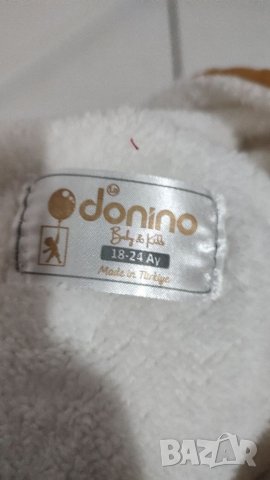 donino
Baby & Kids
18-24 Ay
Made in Türkiye
BAZAR